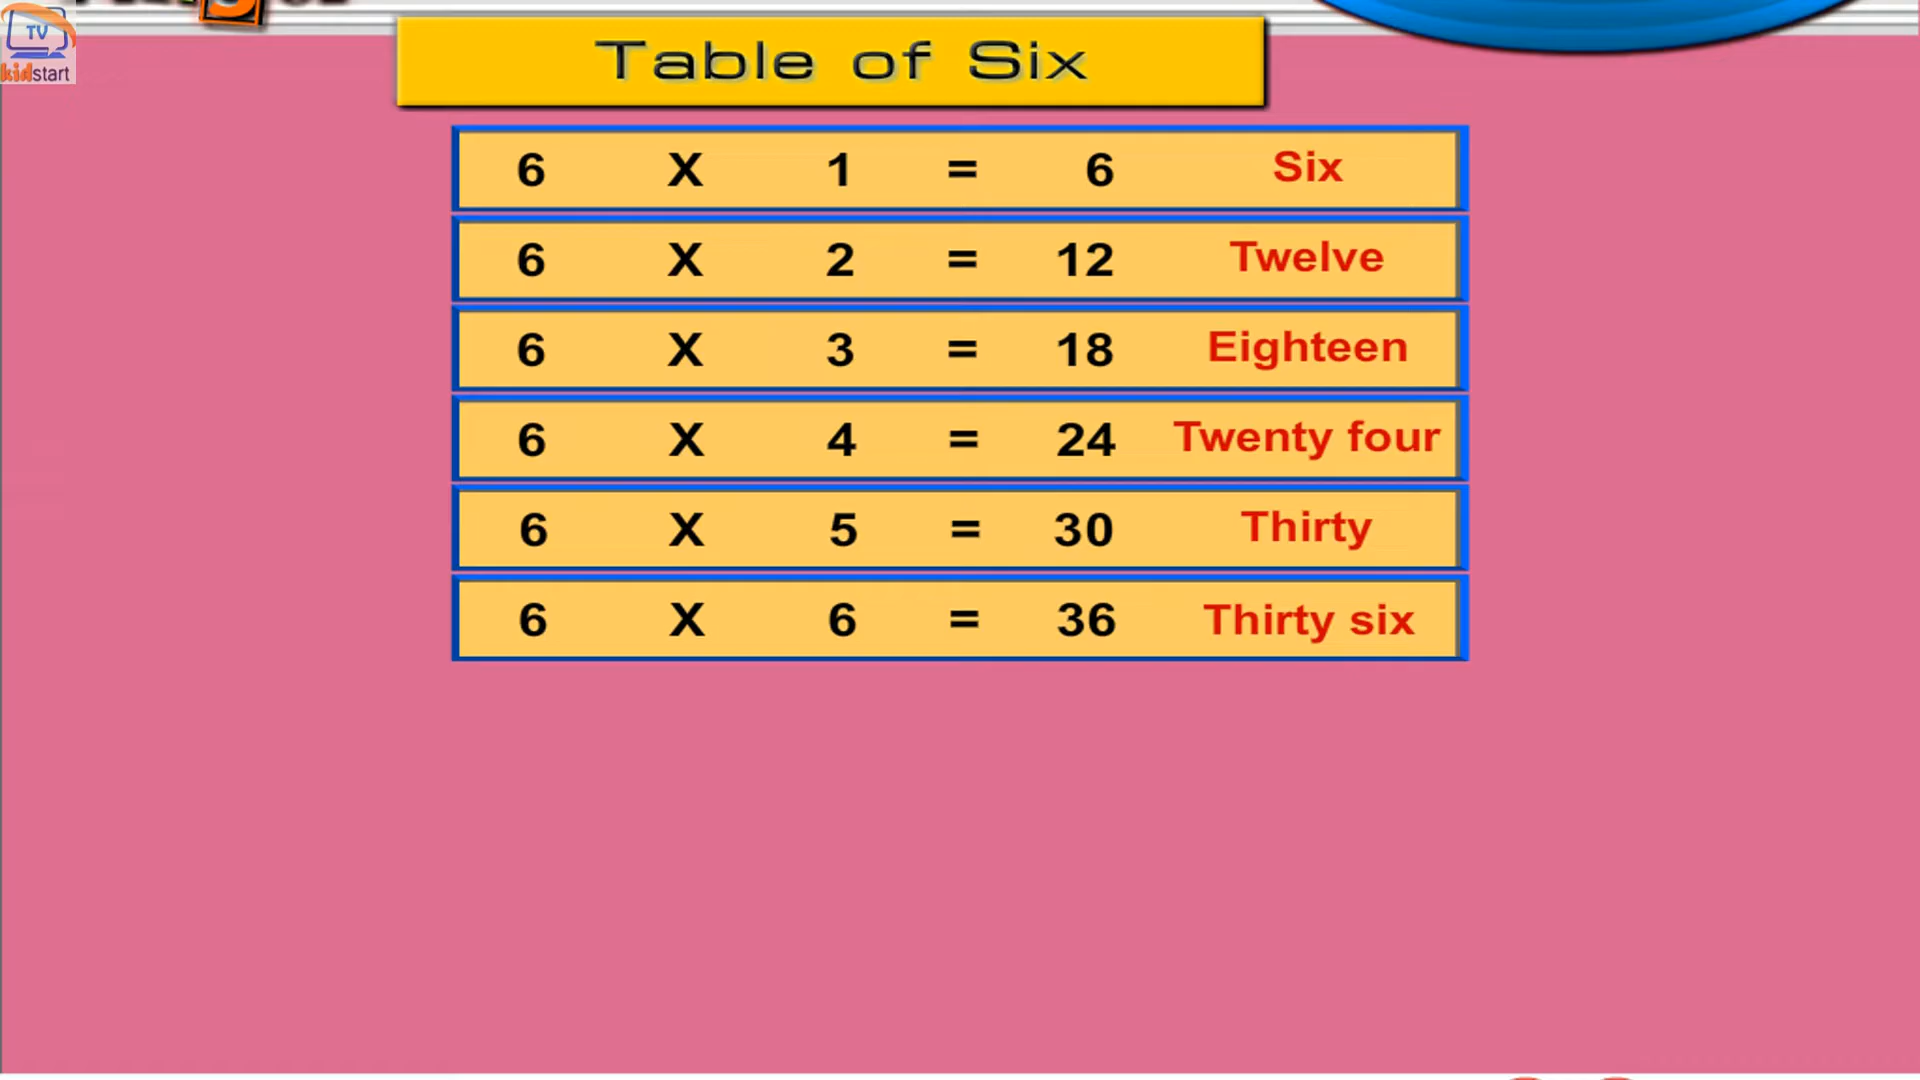 TV
kidstart
Table of Six
6 X 1 = 6 Six
6 X 2 = 12 Twelve
6 X 3 = 18 Eighteen
6 X 4 = 24 Twenty four
6 X 5 = 30 Thirty
6 X 6 = 36 Thirty six